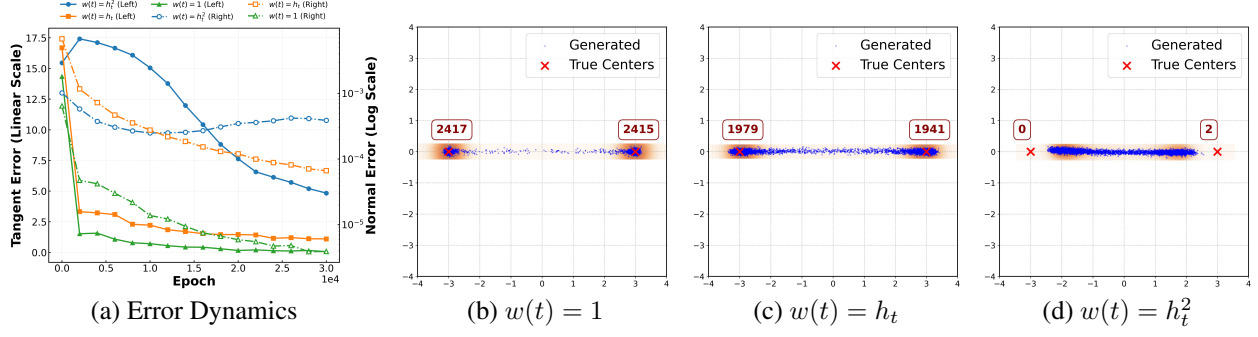 w(t) = h_t^2 (Left) w(t) = 1 (Left) w(t) = h_t^2 (Right) w(t) = h_t (Right)
w(t) = h_t (Left) w(t) = 1 (Right)
Tangent Error (Linear Scale)
17.5
15.0
12.5
10.0
7.5
5.0
2.5
0.0
0.0 0.5 1.0 1.5 2.0 2.5 3.0
1e4
Epoch
10^{-3}
10^{-4}
10^{-5}
Normal Error (Log Scale)
(a) Error Dynamics
4
3
2
1
0
−1
−2
−3
−4
−4 −3 −2 −1 0 1 2 3 4
Generated
True Centers
2417 2415
(b) w(t) = 1
4
3
2
1
0
−1
−2
−3
−4
−4 −3 −2 −1 0 1 2 3 4
Generated
True Centers
1979 1941
(c) w(t) = h_t
4
3
2
1
0
−1
−2
−3
−4
−4 −3 −2 −1 0 1 2 3 4
Generated
True Centers
0 2
(d) w(t) = h_t^2